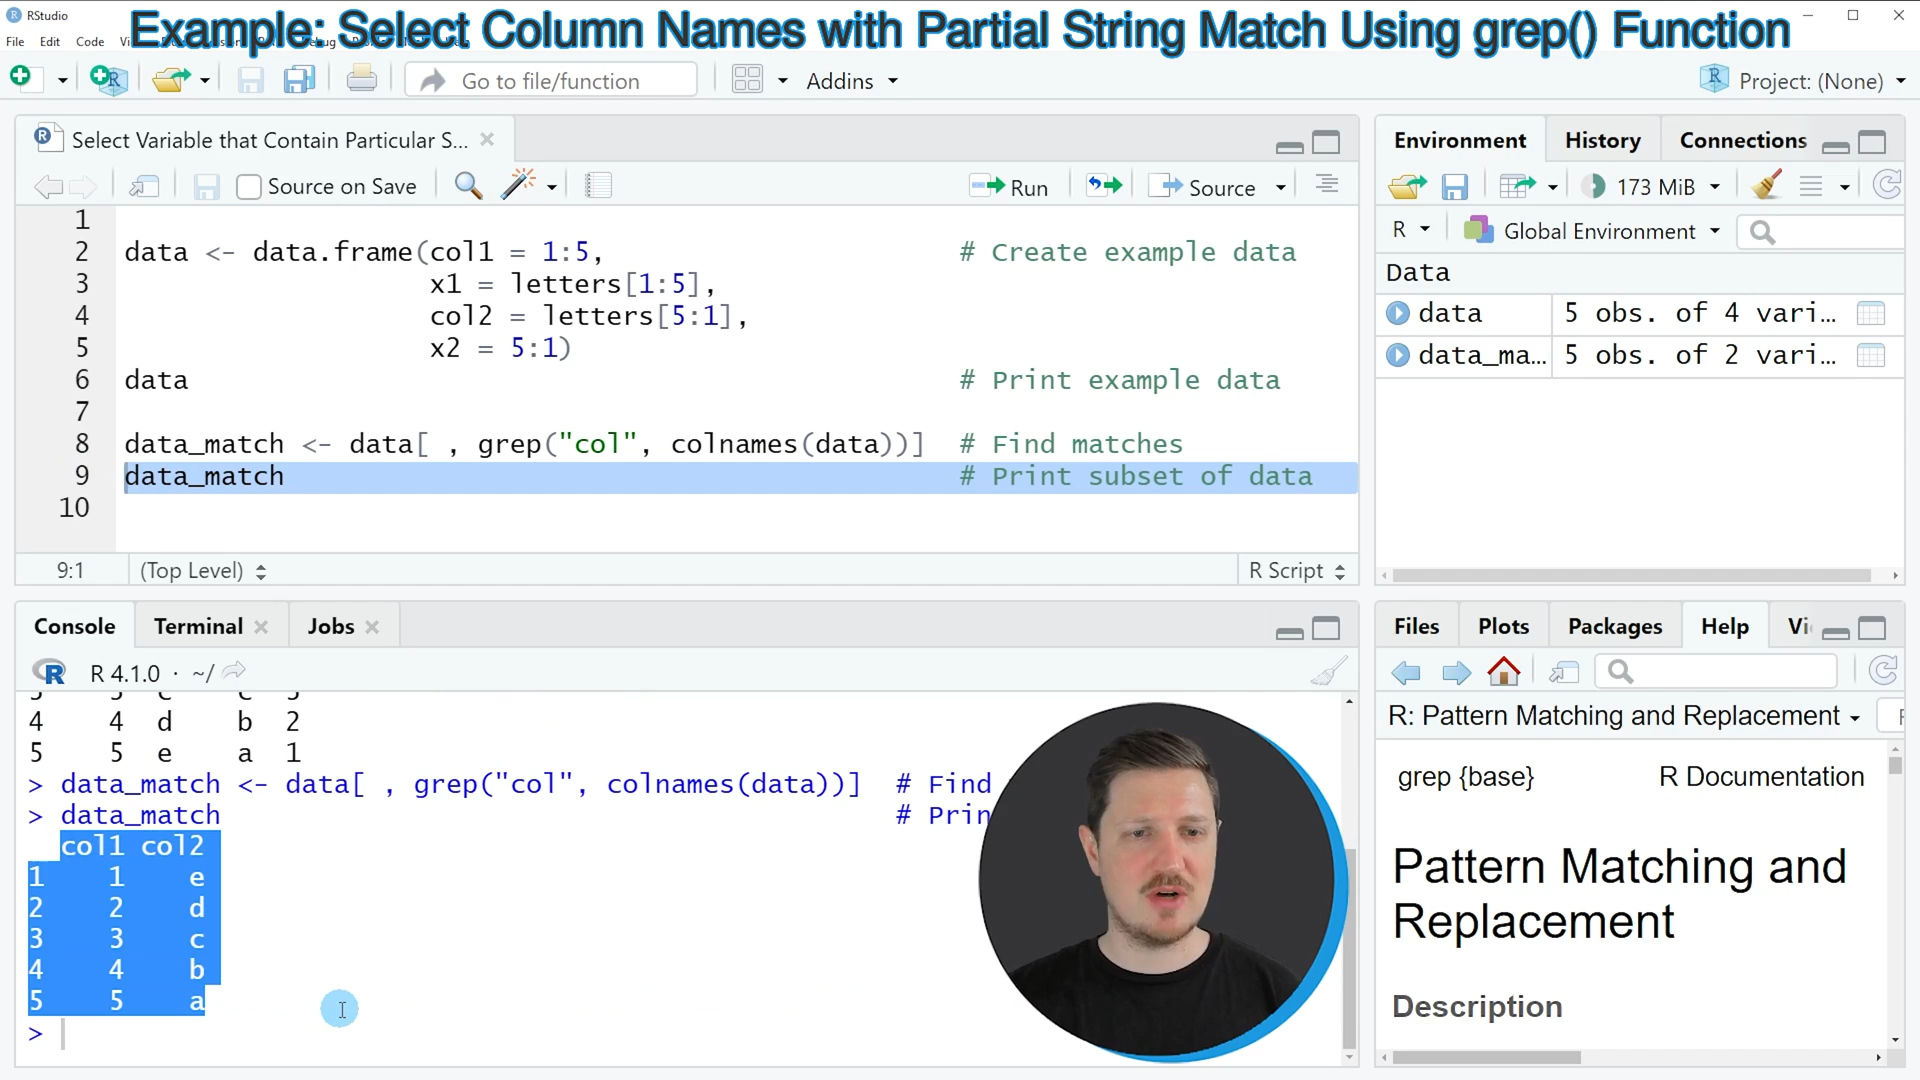 RStudio
Example: Select Column Names with Partial String Match Using grep() Function
File Edit Code
Go to file/function
Addins
Project: (None)
Select Variable that Contain Particular S...
Source on Save
Run
Source
1
2 data <- data.frame(col1 = 1:5, # Create example data
3 x1 = letters[1:5],
4 col2 = letters[5:1],
5 x2 = 5:1)
6 data # Print example data
7
8 data_match <- data[ , grep("col", colnames(data))] # Find matches
9 data_match # Print subset of data
10
9:1 (Top Level) R Script
Environment History Connections
173 MiB
R Global Environment
Data
data 5 obs. of 4 vari...
data_ma... 5 obs. of 2 vari...
Console Terminal Jobs
R 4.1.0 · ~/
4 4 d b 2
5 5 e a 1
> data_match <- data[ , grep("col", colnames(data))] # Find
> data_match # Prin
col1 col2
1 1 e
2 2 d
3 3 c
4 4 b
5 5 a
>
Files Plots Packages Help Vi
R: Pattern Matching and Replacement
grep {base} R Documentation
Pattern Matching and
Replacement
Description